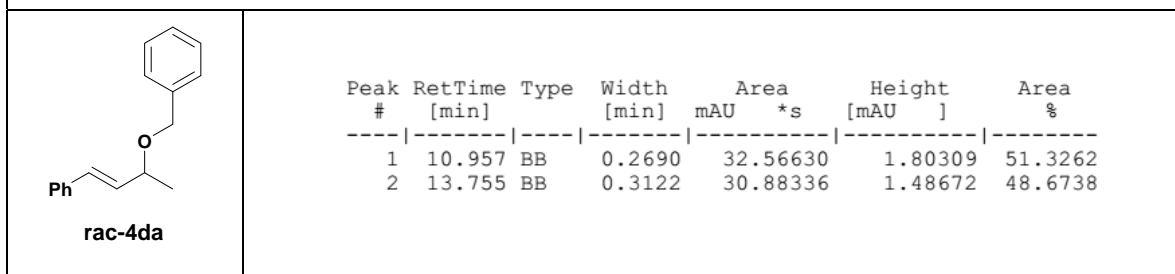 O
Ph
rac-4da
Peak RetTime Type Width Area Height Area
# [min] [min] mAU *s [mAU ] %
----|-------|----|-------|----------|----------|--------
1 10.957 BB 0.2690 32.56630 1.80309 51.3262
2 13.755 BB 0.3122 30.88336 1.48672 48.6738